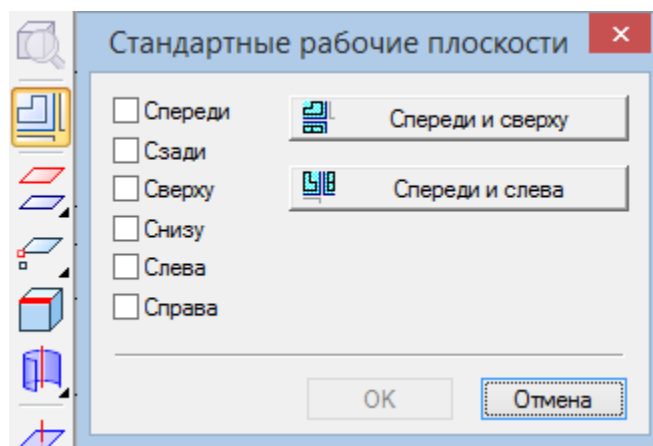 Стандартные рабочие плоскости
Спереди
Сзади
Сверху
Снизу
Слева
Справа
Спереди и сверху
Спереди и слева
OK
Отмена